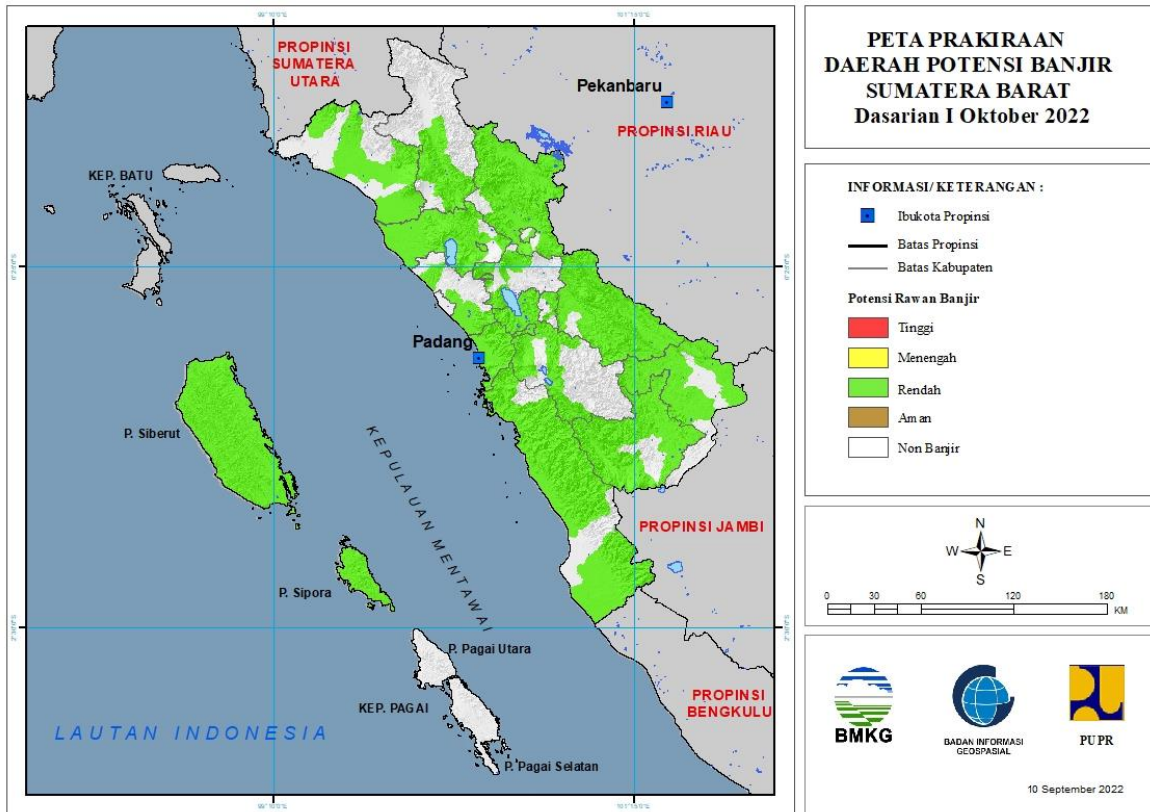 PROPINSI
SUMATERA
UTARA
Pekanbaru
PROPINSI RIAU
KEP. BATU
Padang
P. Siberut
KEPULAUAN MENTAWAI
PROPINSI JAMBI
P. Sipora
P. Pagai Utara
KEP. PAGAI
PROPINSI
BENGKULU
LAUTAN INDONESIA
P. Pagai Selatan
PETA PRAKIRAAN
DAERAH POTENSI BANJIR
SUMATERA BARAT
Dasarian I Oktober 2022
INFORMASI/ KETERANGAN :
Ibukota Propinsi
Batas Propinsi
Batas Kabupaten
Potensi Rawan Banjir
Tinggi
Menengah
Rendah
Aman
Non Banjir
N
W E
S
0 30 60 120 180
KM
BMKG
BADAN INFORMASI
GEOSPASIAL
PUPR
10 September 2022